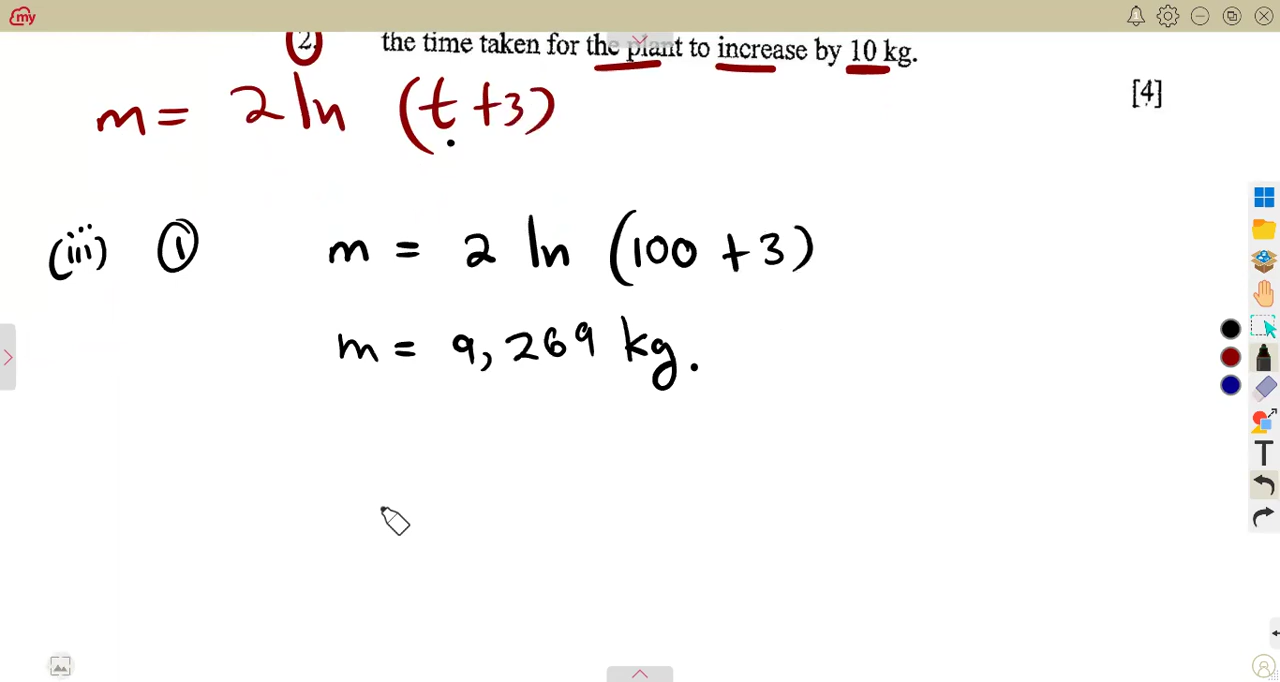 my
2. the time taken for the plant to increase by 10 kg.
[4]
m = 2 ln (t + 3)
(iii) ① m = 2 ln (100 + 3)
m = 9,269 kg.
T